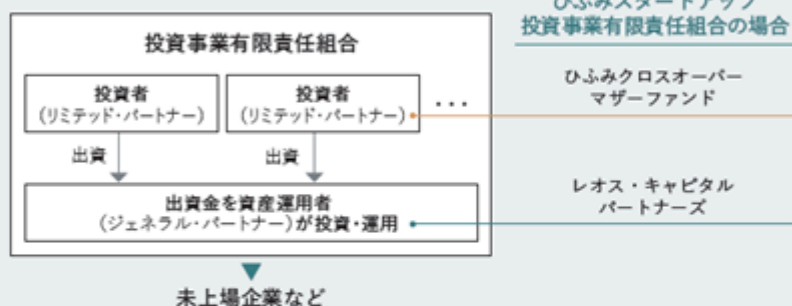 投資事業有限責任組合
投資者
(リミテッド・パートナー)
出資
投資者
(リミテッド・パートナー)
出資
...
出資金を資産運用者
(ジェネラル・パートナー)が投資・運用
未上場企業など
ひふみスタートアップ
投資事業有限責任組合の場合
ひふみクロスオーバー
マザーファンド
レオス・キャピタル
パートナーズ